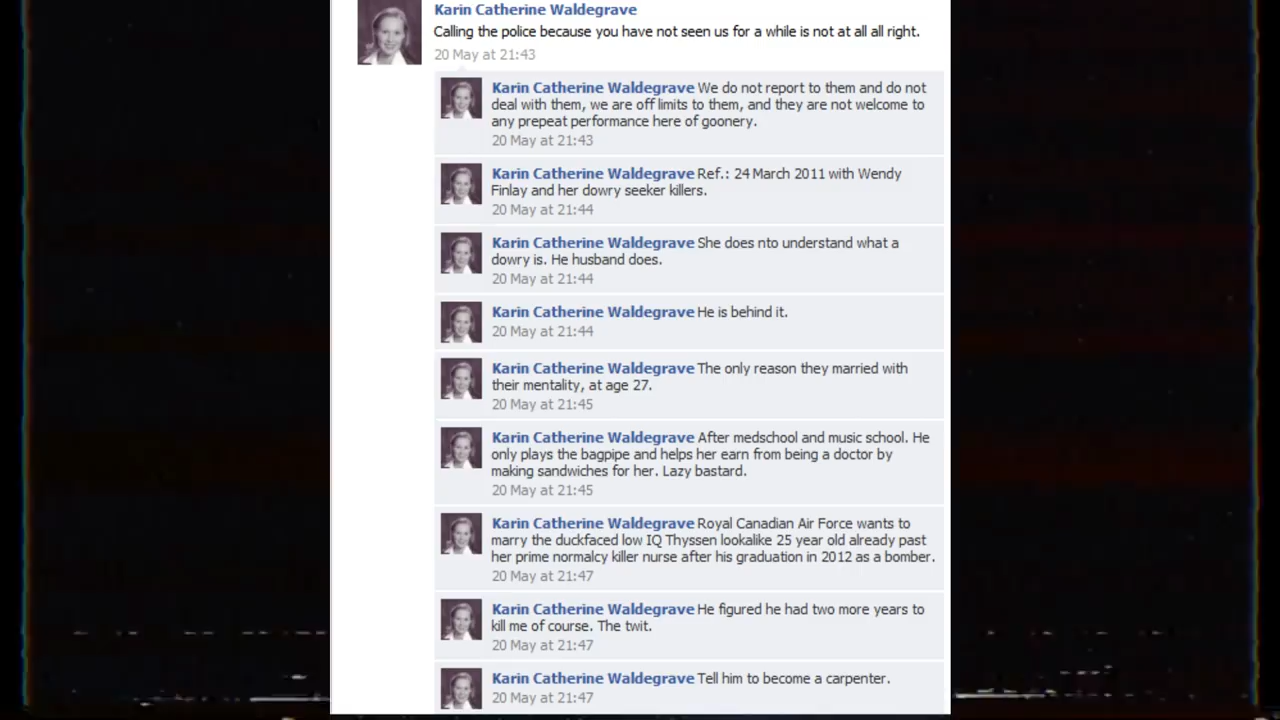 Karin Catherine Waldegrave
Calling the police because you have not seen us for a while is not at all all right.
20 May at 21:43
Karin Catherine Waldegrave We do not report to them and do not
deal with them, we are off limits to them, and they are not welcome to
any prepeat performance here of goonery.
20 May at 21:43
Karin Catherine Waldegrave Ref.: 24 March 2011 with Wendy
Finlay and her dowry seeker killers.
20 May at 21:44
Karin Catherine Waldegrave She does nto understand what a
dowry is. He husband does.
20 May at 21:44
Karin Catherine Waldegrave He is behind it.
20 May at 21:44
Karin Catherine Waldegrave The only reason they married with
their mentality, at age 27.
20 May at 21:45
Karin Catherine Waldegrave After medschool and music school. He
only plays the bagpipe and helps her earn from being a doctor by
making sandwiches for her. Lazy bastard.
20 May at 21:45
Karin Catherine Waldegrave Royal Canadian Air Force wants to
marry the duckfaced low IQ Thyssen lookalike 25 year old already past
her prime normalcy killer nurse after his graduation in 2012 as a bomber.
20 May at 21:47
Karin Catherine Waldegrave He figured he had two more years to
kill me of course. The twit.
20 May at 21:47
Karin Catherine Waldegrave Tell him to become a carpenter.
20 May at 21:47